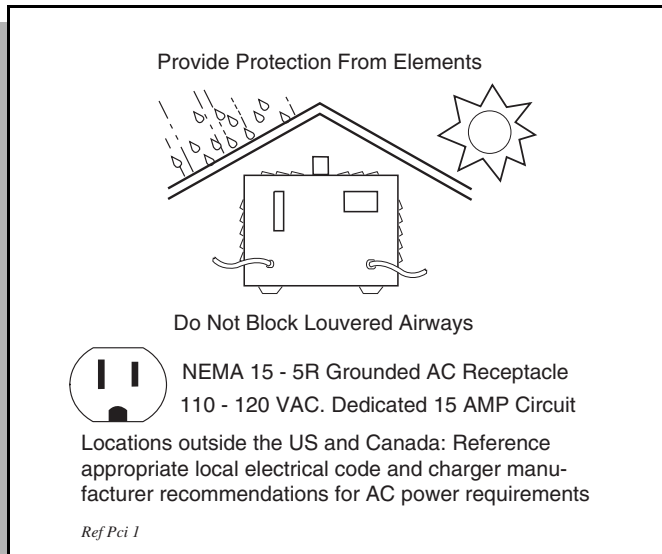 Provide Protection From Elements
Do Not Block Louvered Airways
NEMA 15 - 5R Grounded AC Receptacle
110 - 120 VAC. Dedicated 15 AMP Circuit
Locations outside the US and Canada: Reference
appropriate local electrical code and charger manu-
facturer recommendations for AC power requirements
Ref Pci 1